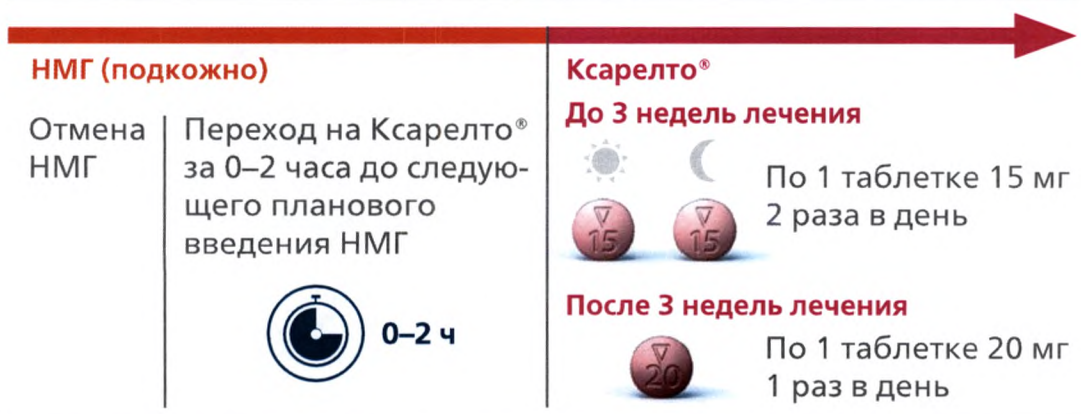 НМГ (подкожно)
Отмена
НМГ
Переход на Ксарелто®
за 0–2 часа до следую-
щего планового
введения НМГ
0–2 ч
Ксарелто®
До 3 недель лечения
15
15
По 1 таблетке 15 мг
2 раза в день
После 3 недель лечения
20
По 1 таблетке 20 мг
1 раз в день